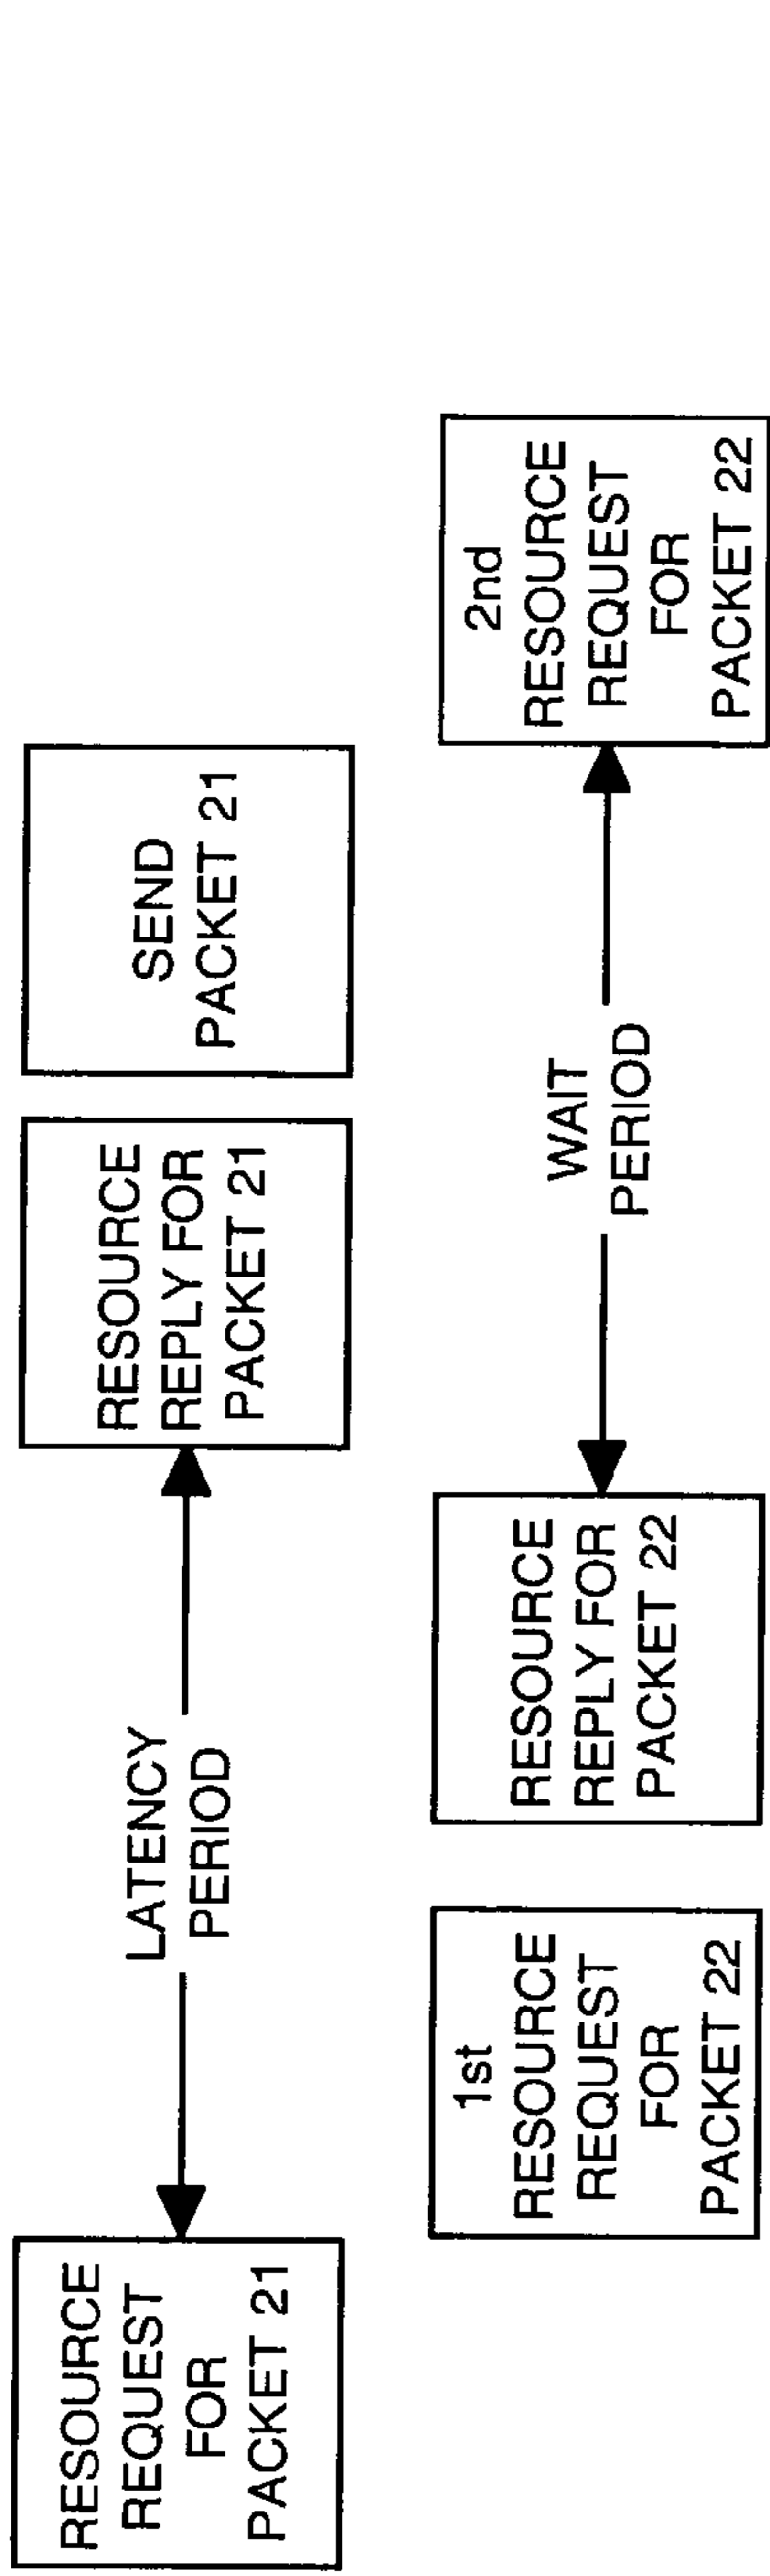 RESOURCE
REQUEST
FOR
PACKET 21
LATENCY
PERIOD
RESOURCE
REPLY FOR
PACKET 21
SEND
PACKET 21
1st
RESOURCE
REQUEST
FOR
PACKET 22
RESOURCE
REPLY FOR
PACKET 22
WAIT
PERIOD
2nd
RESOURCE
REQUEST
FOR
PACKET 22